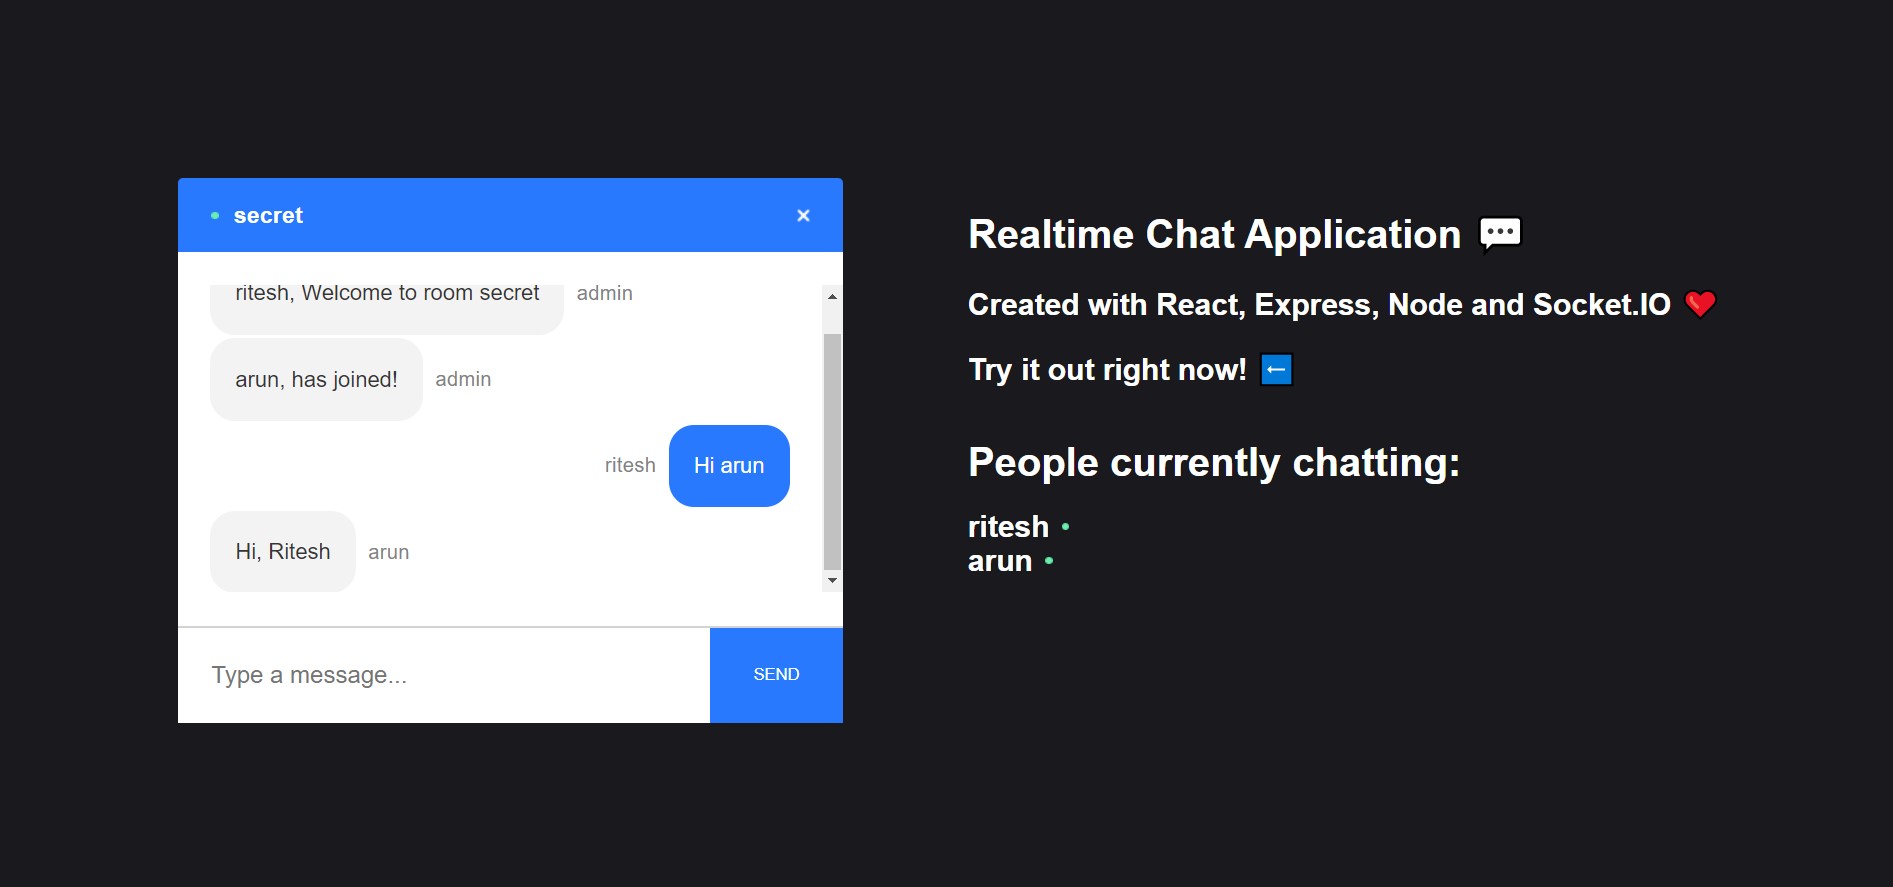 secret
ritesh, Welcome to room secret admin
arun, has joined! admin
ritesh Hi arun
Hi, Ritesh arun
Type a message...
SEND
Realtime Chat Application 💬
Created with React, Express, Node and Socket.IO ❤️
Try it out right now! ⬅️
People currently chatting:
ritesh
arun